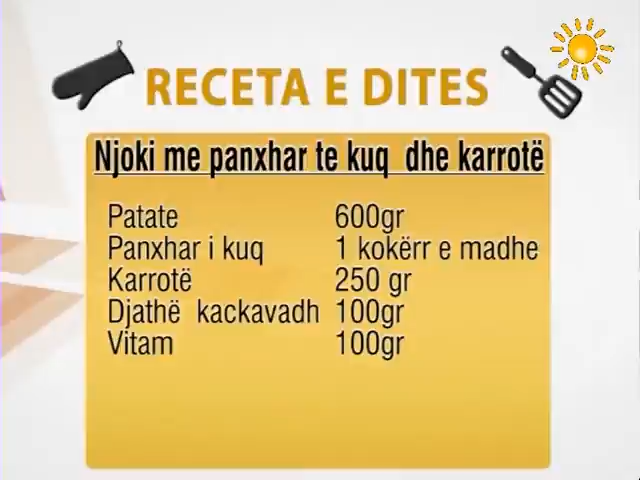 RECETA E DITES
Njoki me panxhar te kuq dhe karrotë
Patate 600gr
Panxhar i kuq 1 kokërr e madhe
Karrotë 250 gr
Djathë kackavadh 100gr
Vitam 100gr